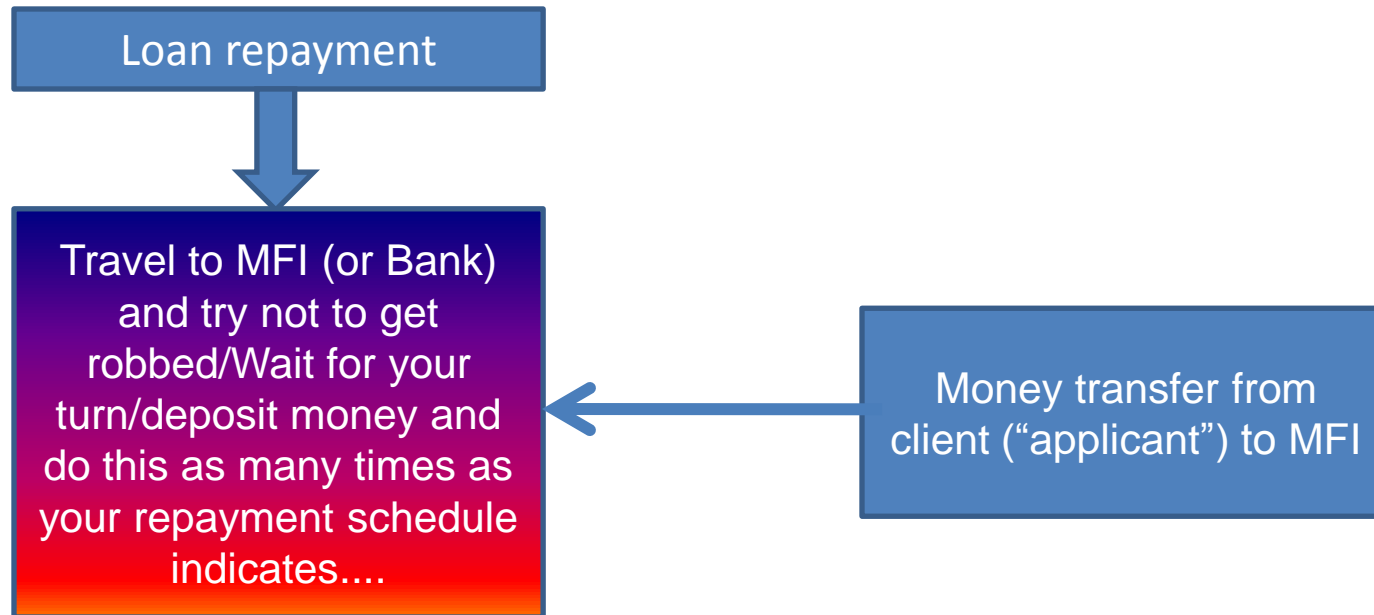 Loan repayment
Travel to MFI (or Bank)
and try not to get
robbed/Wait for your
turn/deposit money and
do this as many times as
your repayment schedule
indicates....
Money transfer from
client (“applicant”) to MFI